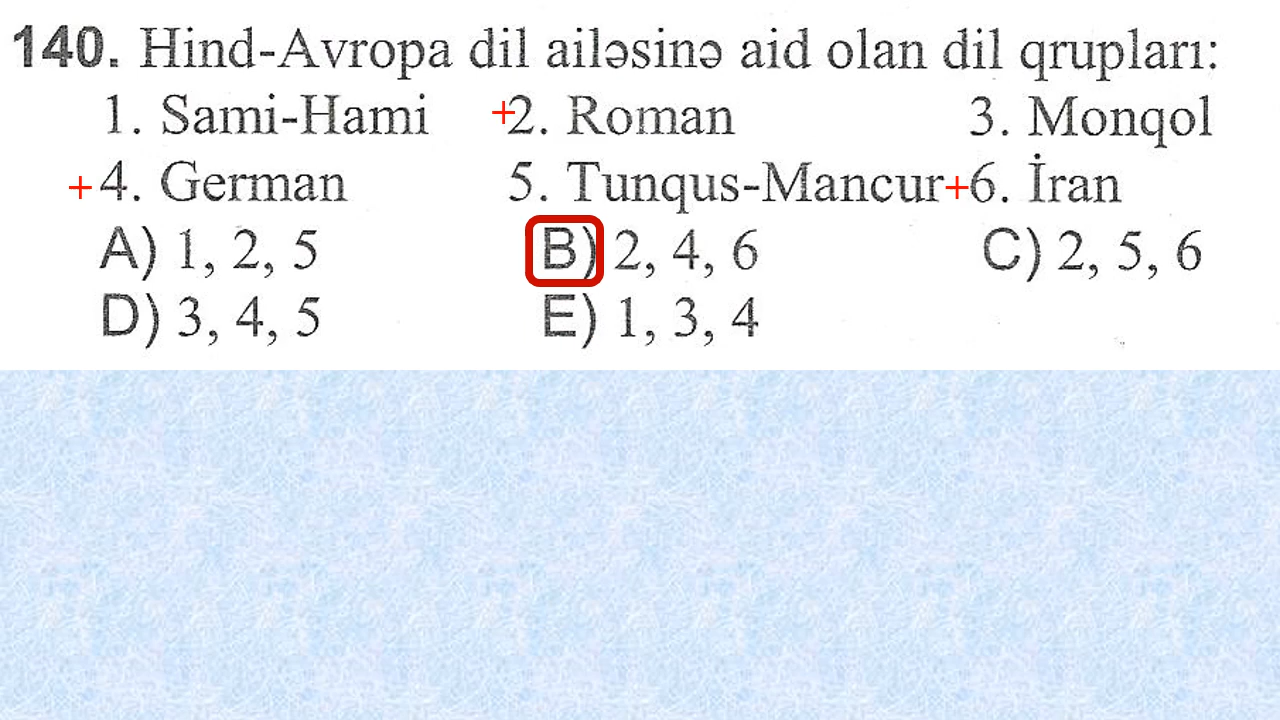 140. Hind-Avropa dil ailəsinə aid olan dil qrupları:
1. Sami-Hami +2. Roman 3. Monqol
+ 4. German 5. Tunqus-Mancur +6. İran
A) 1, 2, 5 B) 2, 4, 6 C) 2, 5, 6
D) 3, 4, 5 E) 1, 3, 4